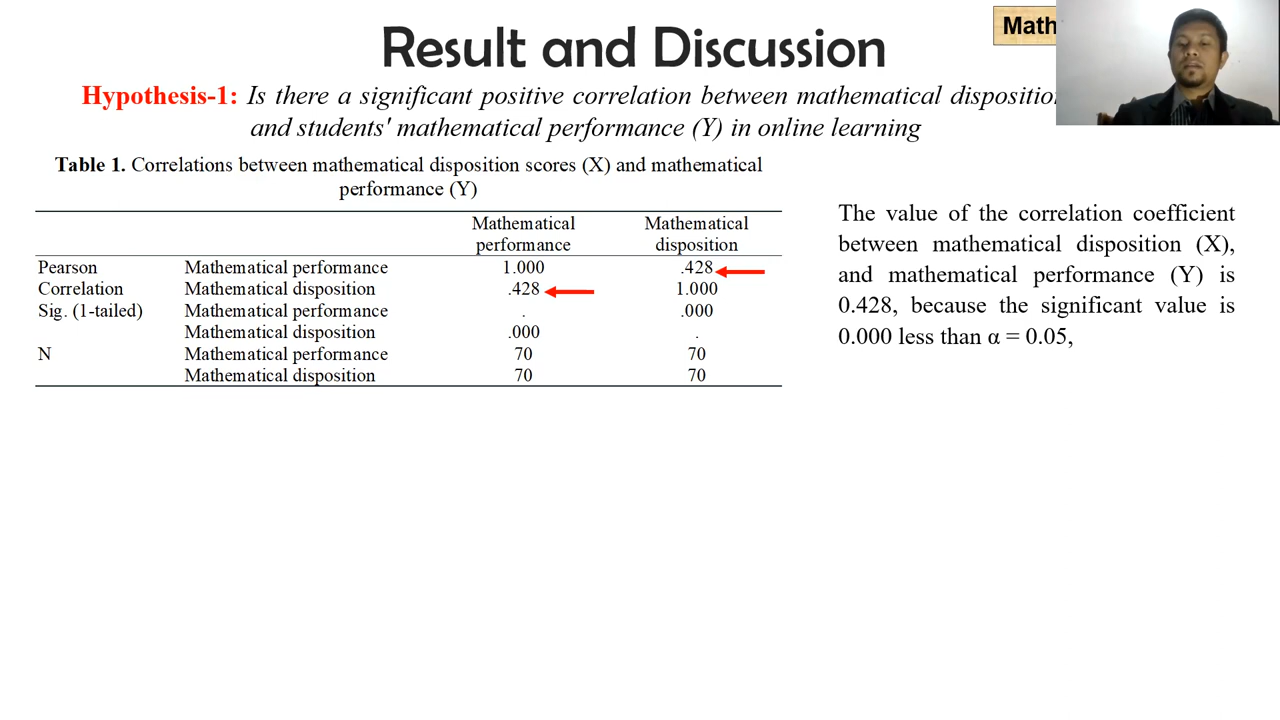 Math
Result and Discussion
Hypothesis-1: Is there a significant positive correlation between mathematical
and students' mathematical performance (Y) in online learning
Table 1. Correlations between mathematical disposition scores (X) and mathematical
performance (Y)
Mathematical Mathematical
performance disposition
Pearson Mathematical performance 1.000 .428
Correlation Mathematical disposition .428 1.000
Sig. (1-tailed) Mathematical performance . .000
Mathematical disposition .000 .
N Mathematical performance 70 70
Mathematical disposition 70 70
The value of the correlation coefficient
between mathematical disposition (X),
and mathematical performance (Y) is
0.428, because the significant value is
0.000 less than α = 0.05,